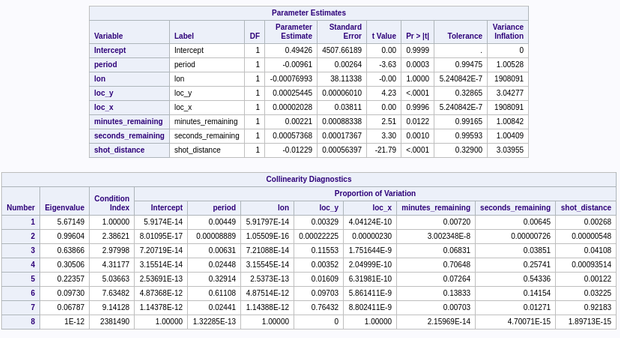 Parameter Estimates
Variable Label DF Parameter Estimate Standard Error t Value Pr > |t| Tolerance Variance Inflation
Intercept Intercept 1 0.49426 4507.66189 0.00 0.9999 . 0
period period 1 -0.00961 0.00264 -3.63 0.0003 0.99475 1.00528
lon lon 1 -0.00076993 38.11338 -0.00 1.0000 5.240842E-7 1908091
loc_y loc_y 1 0.00025445 0.00006010 4.23 <.0001 0.32865 3.04277
loc_x loc_x 1 0.00002028 0.03811 0.00 0.9996 5.240842E-7 1908091
minutes_remaining minutes_remaining 1 0.00221 0.00088338 2.51 0.0122 0.99165 1.00842
seconds_remaining seconds_remaining 1 0.00057368 0.00017367 3.30 0.0010 0.99593 1.00409
shot_distance shot_distance 1 -0.01229 0.00056397 -21.79 <.0001 0.32900 3.03955
Collinearity Diagnostics
Number Eigenvalue Condition Index Proportion of Variation
Intercept period lon loc_y loc_x minutes_remaining seconds_remaining shot_distance
1 5.67149 1.00000 5.9174E-14 0.00449 5.91797E-14 0.00329 4.04124E-10 0.00720 0.00645 0.00268
2 0.99604 2.38621 8.01095E-17 0.00008889 1.05509E-16 0.00022225 0.00000230 3.002348E-8 0.00000726 0.00000548
3 0.63866 2.97998 7.20719E-14 0.00631 7.21088E-14 0.11553 1.751644E-9 0.06831 0.03851 0.04108
4 0.30506 4.31177 3.15514E-14 0.02448 3.15545E-14 0.00352 2.04999E-10 0.70648 0.25741 0.00093514
5 0.22357 5.03663 2.53691E-13 0.32914 2.5373E-13 0.01609 6.31981E-10 0.07264 0.54336 0.00122
6 0.09730 7.63482 4.87368E-12 0.61108 4.87514E-12 0.09703 5.861411E-9 0.13833 0.14154 0.03225
7 0.06787 9.14128 1.14378E-12 0.02441 1.14388E-12 0.76432 8.802411E-9 0.00703 0.01271 0.92183
8 1E-12 2381490 1.00000 1.32285E-13 1.00000 0 1.00000 2.15969E-14 4.70071E-15 1.89713E-15